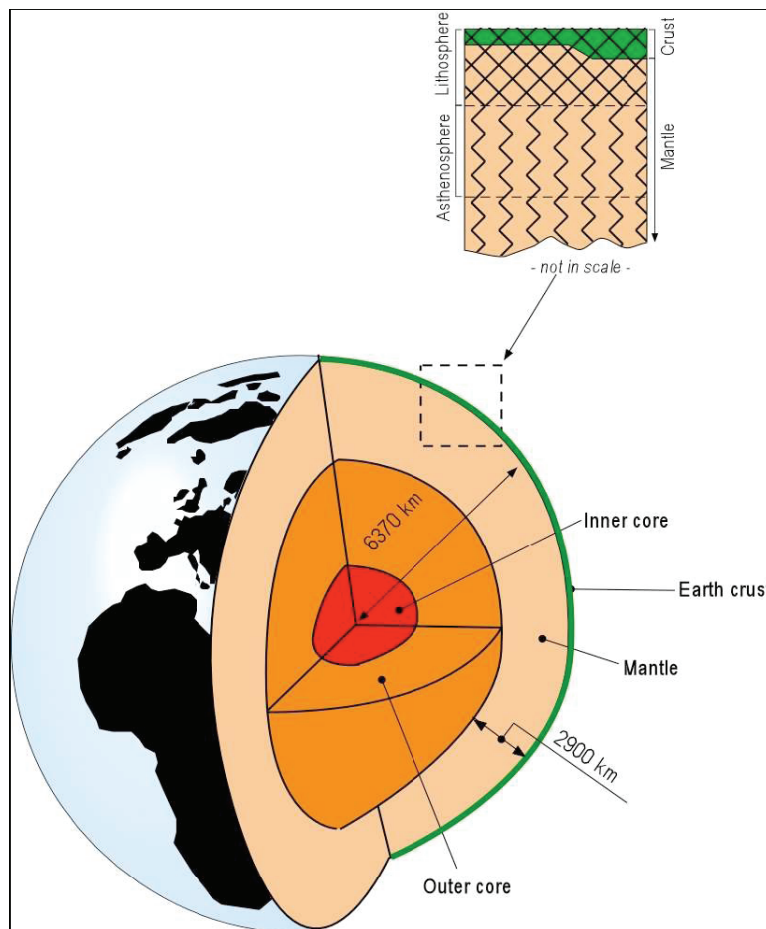 Lithosphere
Crust
Asthenosphere
Mantle
- not in scale -
6370 km
Inner core
Earth crus
Mantle
2900 km
Outer core